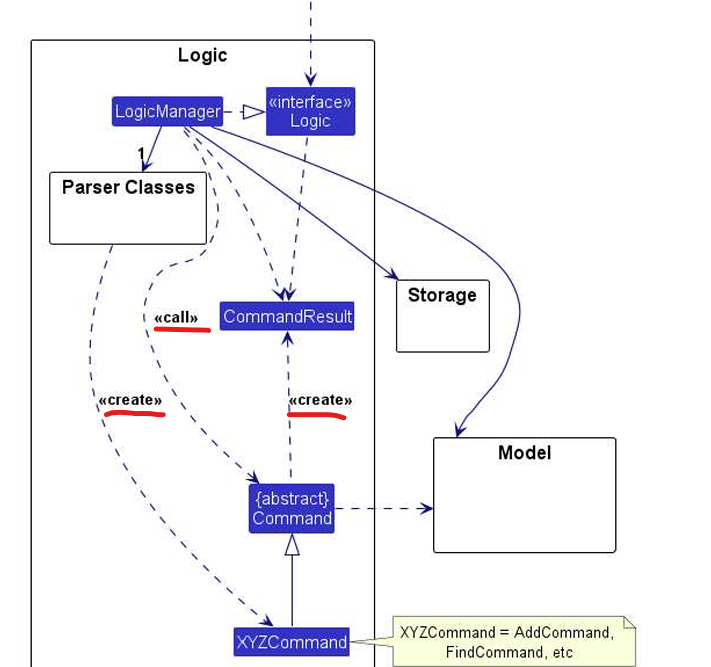 Logic
LogicManager
«interface»
Logic
1
Parser Classes
Storage
«call»
CommandResult
«create»
«create»
Model
{abstract}
Command
XYZCommand
XYZCommand = AddCommand,
FindCommand, etc